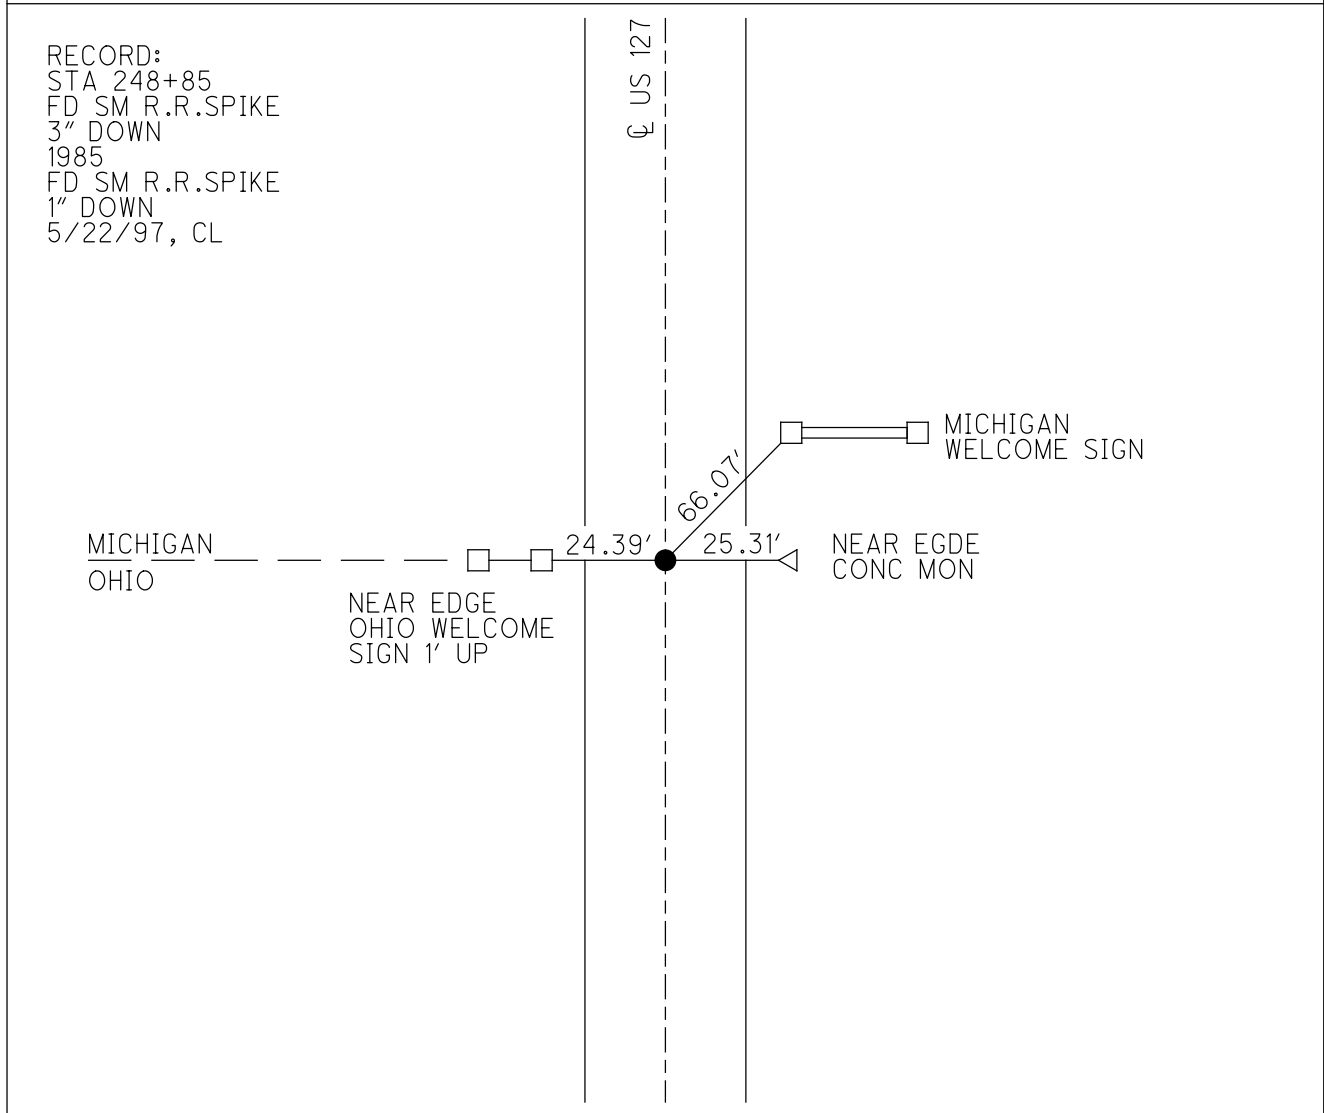 RECORD:
STA 248+85
FD SM R.R.SPIKE
3" DOWN
1985
FD SM R.R.SPIKE
1" DOWN
5/22/97, CL
℄ US 127
MICHIGAN
WELCOME SIGN
66.07'
MICHIGAN
OHIO
24.39'
25.31'
NEAR EGDE
CONC MON
NEAR EDGE
OHIO WELCOME
SIGN 1' UP